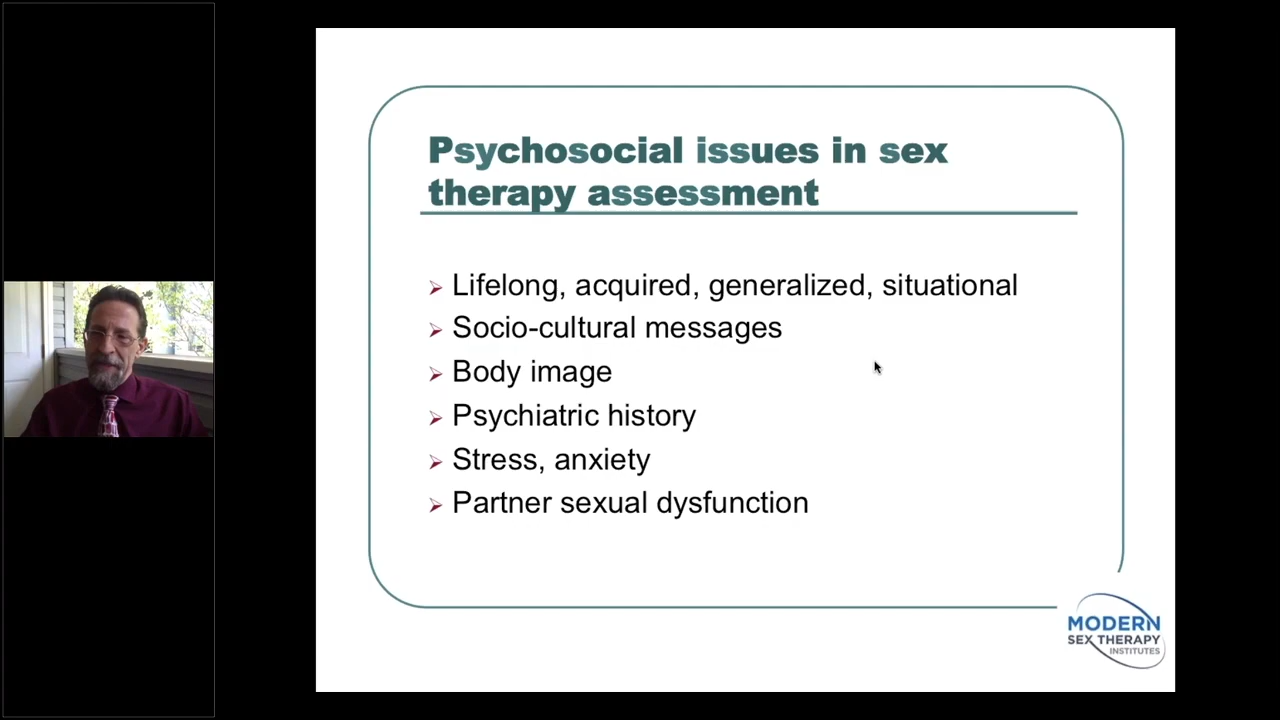 Psychosocial issues in sex
therapy assessment
Lifelong, acquired, generalized, situational
Socio-cultural messages
Body image
Psychiatric history
Stress, anxiety
Partner sexual dysfunction
MODERN
SEX THERAPY
INSTITUTES